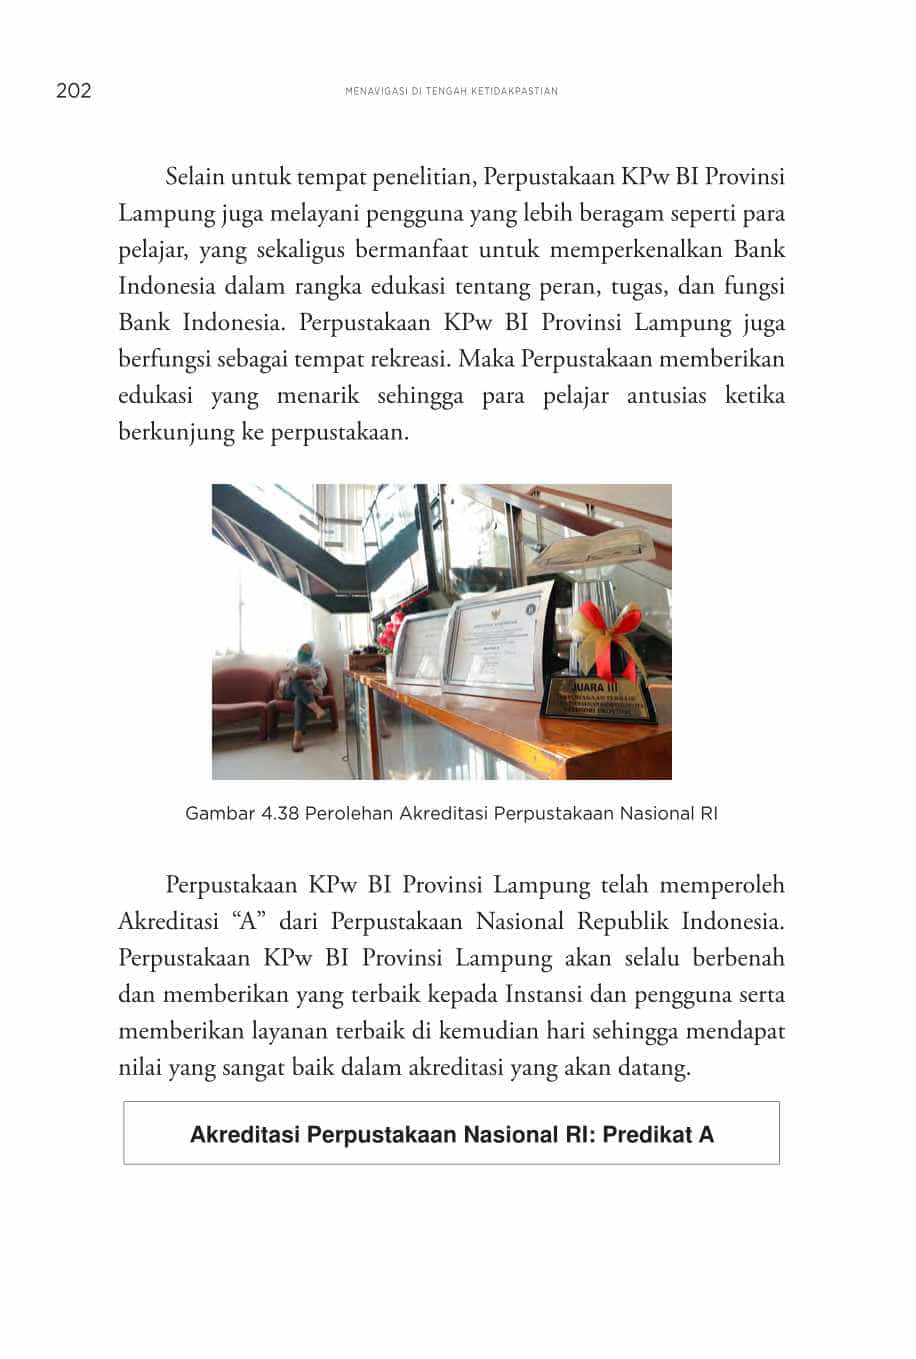 202
MENAVIGASI DI TENGAH KETIDAKPASTIAN
Selain untuk tempat penelitian, Perpustakaan KPw BI Provinsi
Lampung juga melayani pengguna yang lebih beragam seperti para
pelajar, yang sekaligus bermanfaat untuk memperkenalkan Bank
Indonesia dalam rangka edukasi tentang peran, tugas, dan fungsi
Bank Indonesia. Perpustakaan KPw BI Provinsi Lampung juga
berfungsi sebagai tempat rekreasi. Maka Perpustakaan memberikan
edukasi yang menarik sehingga para pelajar antusias ketika
berkunjung ke perpustakaan.
JUARA III
Gambar 4.38 Perolehan Akreditasi Perpustakaan Nasional RI
Perpustakaan KPw BI Provinsi Lampung telah memperoleh
Akreditasi “A” dari Perpustakaan Nasional Republik Indonesia.
Perpustakaan KPw BI Provinsi Lampung akan selalu berbenah
dan memberikan yang terbaik kepada Instansi dan pengguna serta
memberikan layanan terbaik di kemudian hari sehingga mendapat
nilai yang sangat baik dalam akreditasi yang akan datang.
Akreditasi Perpustakaan Nasional RI: Predikat A